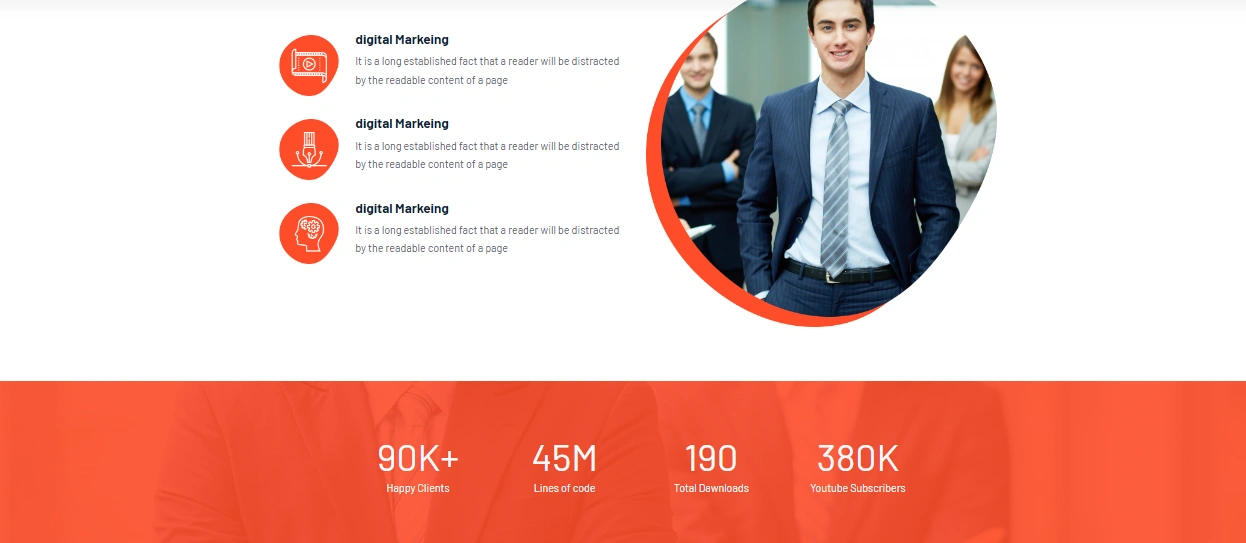 digital Markeing
It is a long established fact that a reader will be distracted
by the readable content of a page
digital Markeing
It is a long established fact that a reader will be distracted
by the readable content of a page
digital Markeing
It is a long established fact that a reader will be distracted
by the readable content of a page
90K+ 45M 190 380K
Happy Clients Lines of code Total Dawnloads Youtube Subscribers